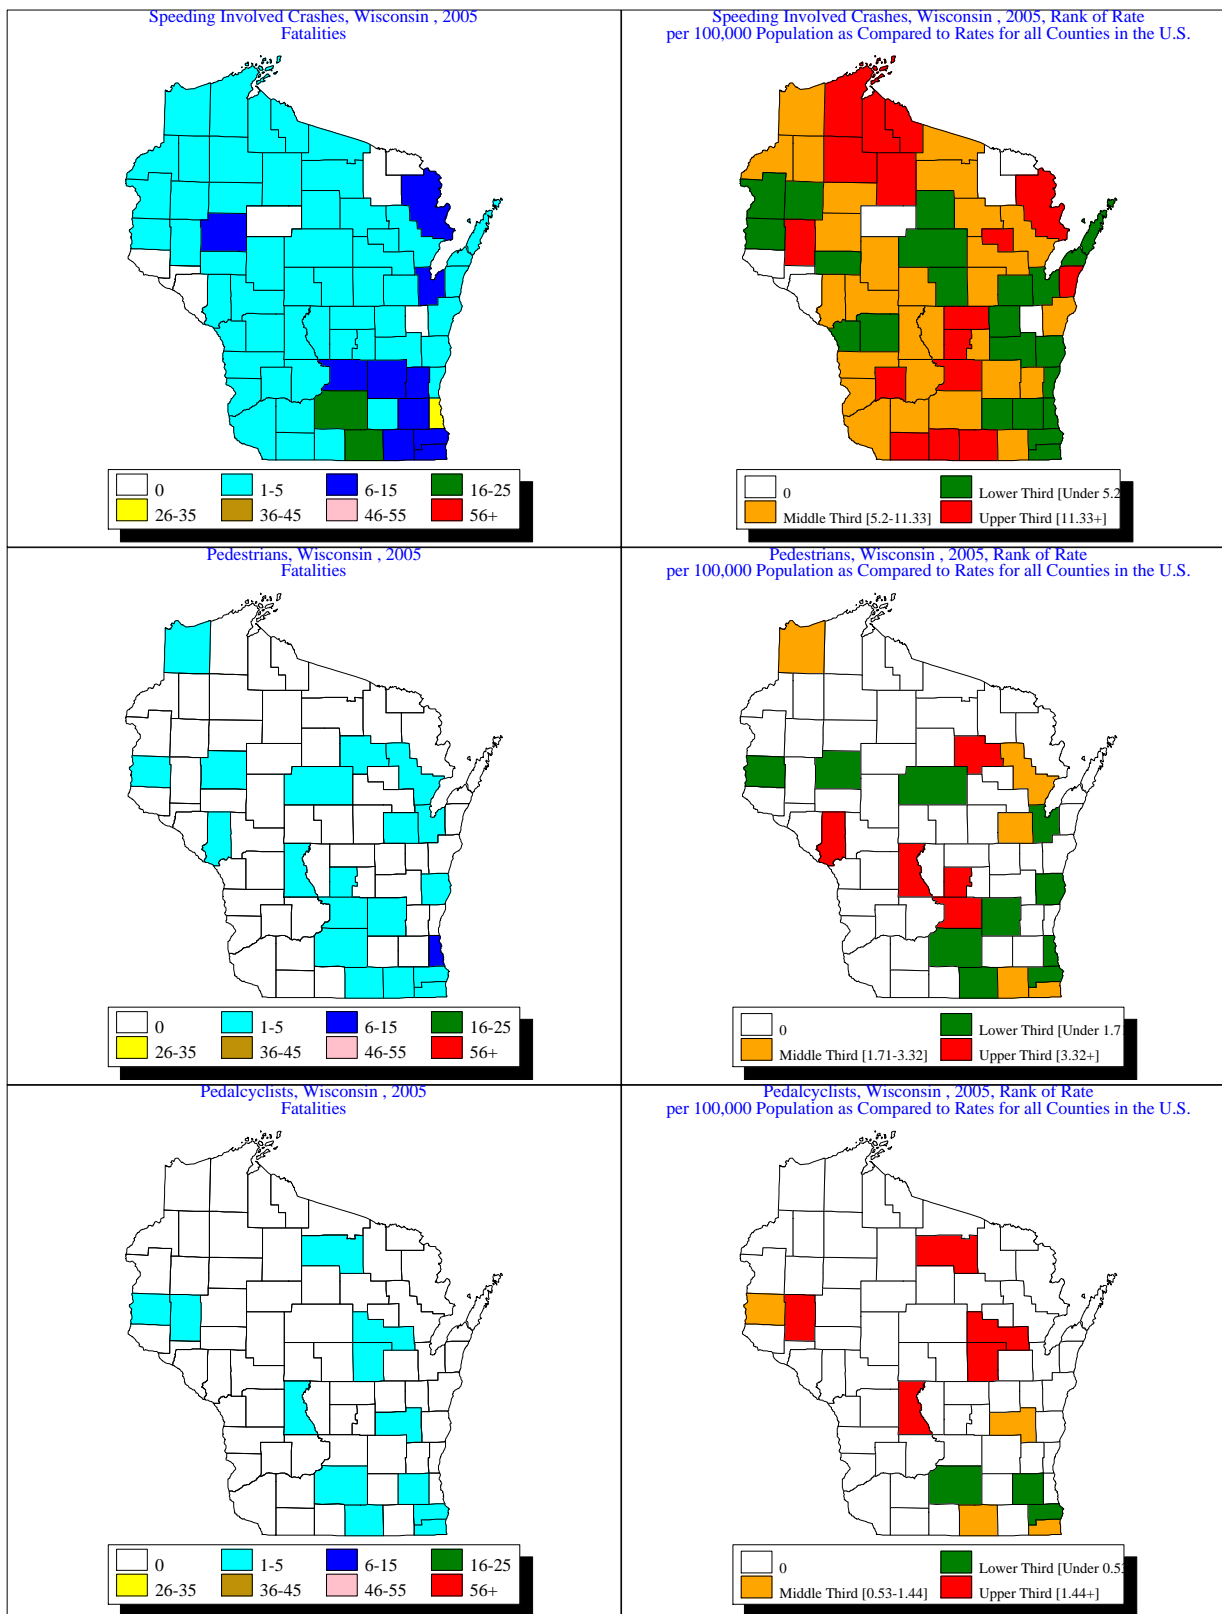 Speeding Involved Crashes, Wisconsin , 2005
Fatalities
0
1-5
6-15
16-25
26-35
36-45
46-55
56+
Speeding Involved Crashes, Wisconsin , 2005, Rank of Rate
per 100,000 Population as Compared to Rates for all Counties in the U.S.
0
Lower Third [Under 5.2
Middle Third [5.2-11.33]
Upper Third [11.33+]
Pedestrians, Wisconsin , 2005
Fatalities
0
1-5
6-15
16-25
26-35
36-45
46-55
56+
Pedestrians, Wisconsin , 2005, Rank of Rate
per 100,000 Population as Compared to Rates for all Counties in the U.S.
0
Lower Third [Under 1.71
Middle Third [1.71-3.32]
Upper Third [3.32+]
Pedalcyclists, Wisconsin , 2005
Fatalities
0
1-5
6-15
16-25
26-35
36-45
46-55
56+
Pedalcyclists, Wisconsin , 2005, Rank of Rate
per 100,000 Population as Compared to Rates for all Counties in the U.S.
0
Lower Third [Under 0.53
Middle Third [0.53-1.44]
Upper Third [1.44+]